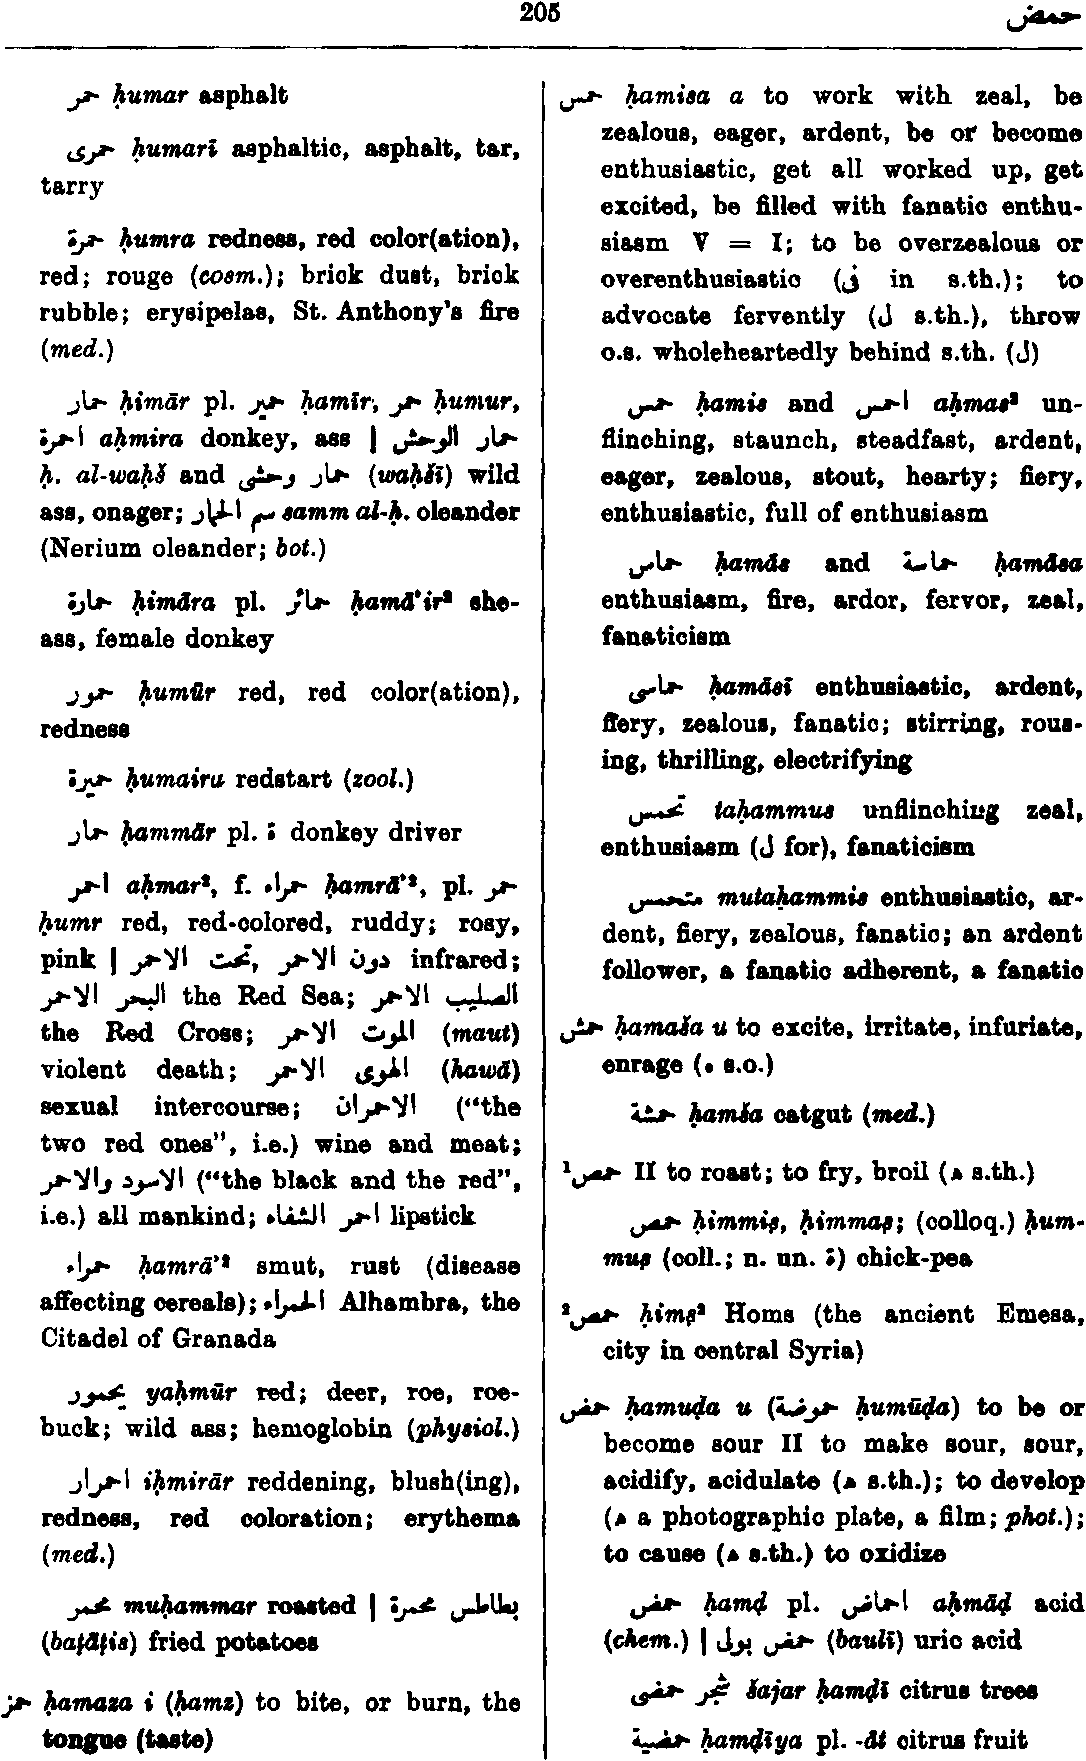 205 حمض
حمر ḥumar asphalt
حمرى ḥumarī asphaltic, asphalt, tar,
tarry
حمرة ḥumra redness, red color(ation),
red; rouge (cosm.); brick dust, brick
rubble; erysipelas, St. Anthony's fire
(med.)
حمار ḥimār pl. حمير ḥamīr, حمر ḥumur,
احمرة aḥmira donkey, ass | حمار الوحش
ḥ. al-waḥš and حمار وحشى (waḥšī) wild
ass, onager; سم الحمار samm al-ḥ. oleander
(Nerium oleander; bot.)
حمارة ḥimāra pl. حمائر ḥamā'ir² she-
ass, female donkey
حمور ḥumūr red, red color(ation),
redness
حميرة ḥumaira redstart (zool.)
حمار ḥammār pl. ة donkey driver
احمر aḥmar², f. حمراء ḥamrā'², pl. حمر
ḥumr red, red-colored, ruddy; rosy,
pink | دون الاحمر, تحت الاحمر infrared;
البحر الاحمر the Red Sea; الصليب الاحمر
the Red Cross; الموت الاحمر (maut)
violent death; الهوى الاحمر (hawā)
sexual intercourse; الاحمران (“the
two red ones”, i.e.) wine and meat;
الاسود والاحمر (“the black and the red”,
i.e.) all mankind; احمر الشفاء lipstick
حمراء ḥamrā'² smut, rust (disease
affecting cereals); الحمراء Alhambra, the
Citadel of Granada
يحمور yaḥmūr red; deer, roe, roe-
buck; wild ass; hemoglobin (physiol.)
احمرار iḥmirār reddening, blush(ing),
redness, red coloration; erythema
(med.)
محمر muḥammar roasted | بطاطس محمرة
(baṭāṭis) fried potatoes
حمز ḥamaza i (ḥamz) to bite, or burn, the
tongue (taste)
حمس ḥamisa a to work with zeal, be
zealous, eager, ardent, be or become
enthusiastic, get all worked up, get
excited, be filled with fanatic enthu-
siasm V = I; to be overzealous or
overenthusiastic (فى in s.th.); to
advocate fervently (ل s.th.), throw
o.s. wholeheartedly behind s.th. (ل)
حمس ḥamis and احمس aḥmas² un-
flinching, staunch, steadfast, ardent,
eager, zealous, stout, hearty; fiery,
enthusiastic, full of enthusiasm
حماس ḥamās and حماسة ḥamāsa
enthusiasm, fire, ardor, fervor, zeal,
fanaticism
حماسى ḥamāsī enthusiastic, ardent,
fiery, zealous, fanatic; stirring, rous-
ing, thrilling, electrifying
تحمس taḥammus unflinching zeal,
enthusiasm (ل for), fanaticism
متحمس mutaḥammis enthusiastic, ar-
dent, fiery, zealous, fanatic; an ardent
follower, a fanatic adherent, a fanatic
حمش ḥamaša u to excite, irritate, infuriate,
enrage (ه s.o.)
حمشة ḥamša catgut (med.)
¹حمص II to roast; to fry, broil (ه s.th.)
حمص ḥimmiṣ, ḥimmaṣ; (colloq.) ḥum-
muṣ (coll.; n. un. ة) chick-pea
²حمص ḥimṣ² Homs (the ancient Emesa,
city in central Syria)
حمض ḥamuḍa u (حموضة ḥumūḍa) to be or
become sour II to make sour, sour,
acidify, acidulate (ه s.th.); to develop
(ه a photographic plate, a film; phot.);
to cause (ه s.th.) to oxidize
حمض ḥamḍ pl. احماض aḥmāḍ acid
(chem.) | حمض بولى (baulī) uric acid
شجر حمضى šajar ḥamḍī citrus trees
حمضية ḥamḍīya pl. -āt citrus fruit